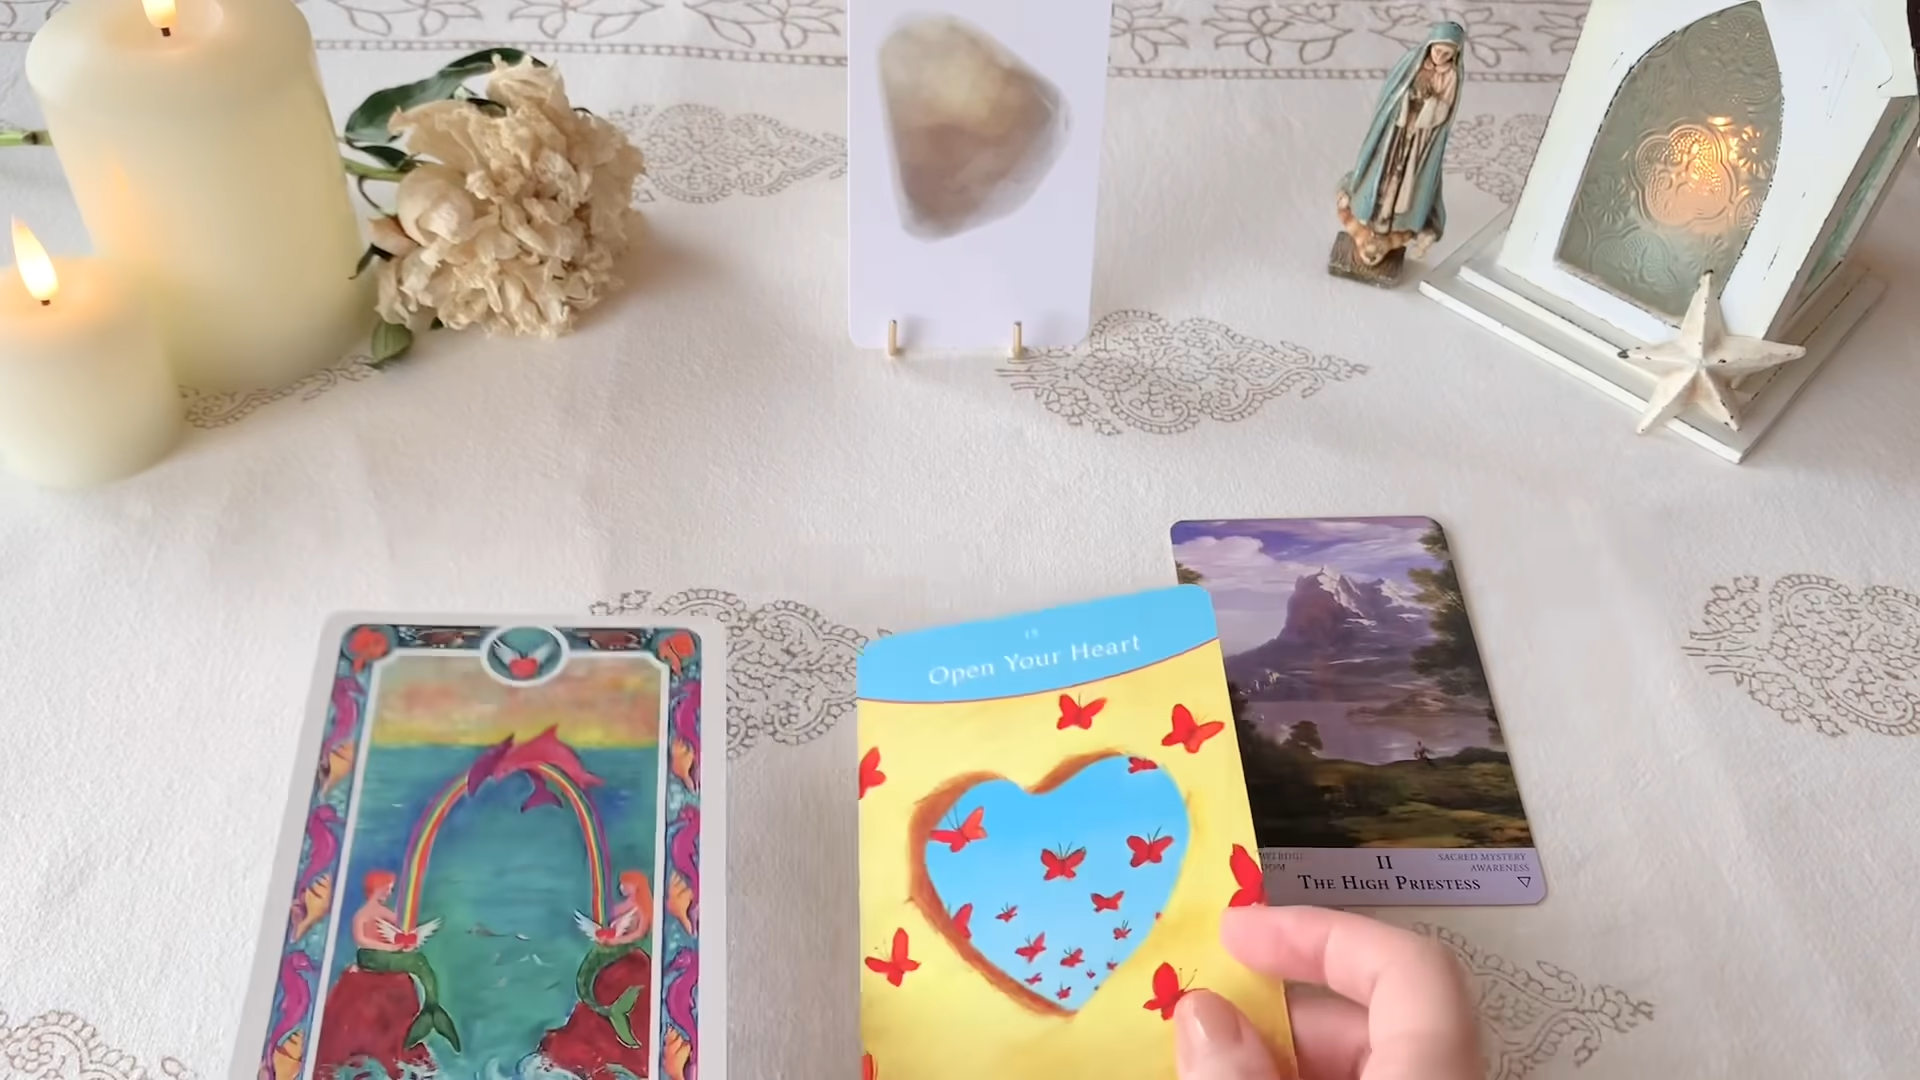 Open Your Heart
II
SACRED MYSTERY
AWARENESS
THE HIGH PRIESTESS